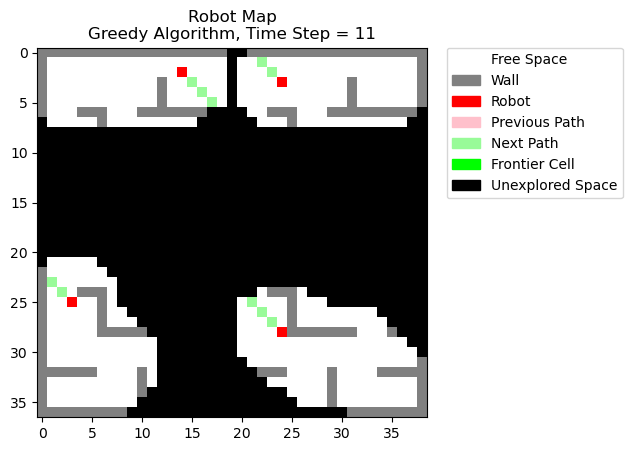 Robot Map
Greedy Algorithm, Time Step = 11
0
5
10
15
20
25
30
35
0
5
10
15
20
25
30
35
Free Space
Wall
Robot
Previous Path
Next Path
Frontier Cell
Unexplored Space